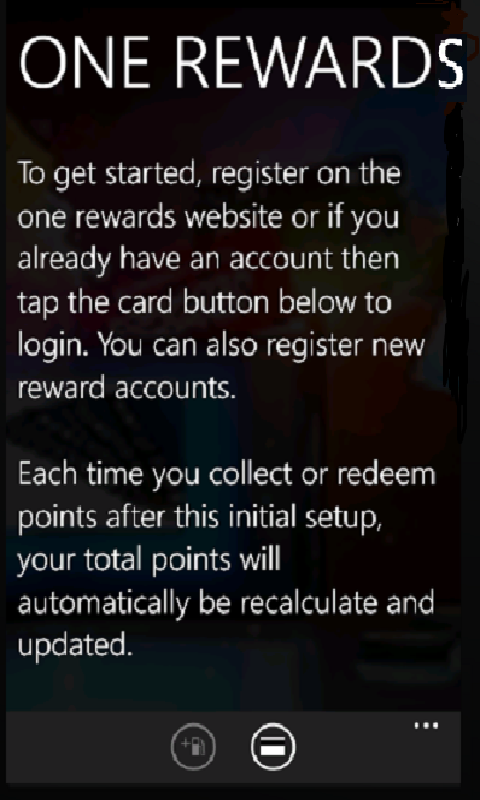 ONE REWARDS
To get started, register on the
one rewards website or if you
already have an account then
tap the card button below to
login. You can also register new
reward accounts.
Each time you collect or redeem
points after this initial setup,
your total points will
automatically be recalculate and
updated.